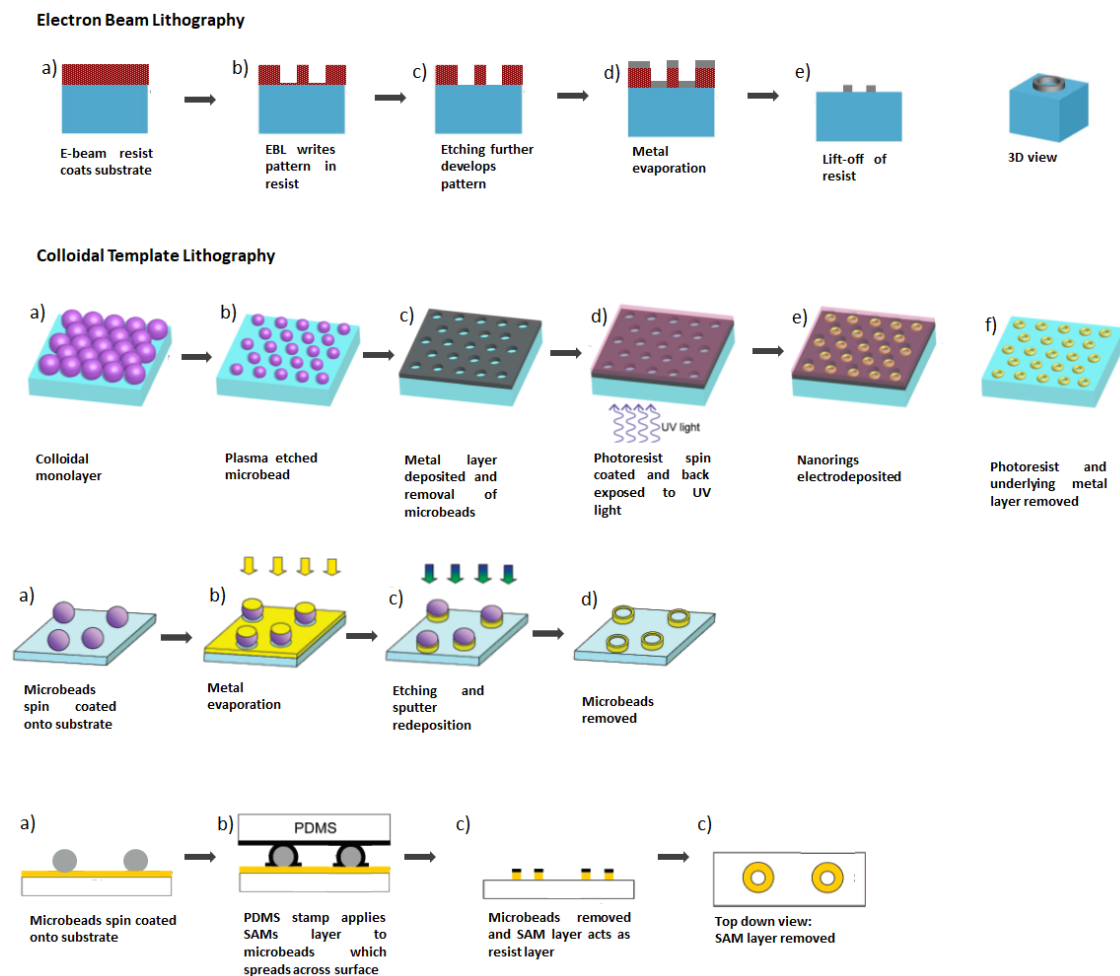 Electron Beam Lithography
a)
b)
c)
d)
e)
E-beam resist
coats substrate
EBL writes
pattern in
resist
Etching further
develops
pattern
Metal
evaporation
Lift-off of
resist
3D view
Colloidal Template Lithography
a)
b)
c)
d)
e)
f)
UV light
Colloidal
monolayer
Plasma etched
microbead
Metal layer
deposited and
removal of
microbeads
Photoresist spin
coated and back
exposed to UV
light
Nanorings
electrodeposited
Photoresist and
underlying metal
layer removed
a)
b)
c)
d)
Microbeads
spin coated
onto substrate
Metal
evaporation
Etching and
sputter
redeposition
Microbeads
removed
a)
b)
c)
c)
PDMS
Microbeads spin coated
onto substrate
PDMS stamp applies
SAMs layer to
microbeads which
spreads across surface
Microbeads removed
and SAM layer acts as
resist layer
Top down view:
SAM layer removed